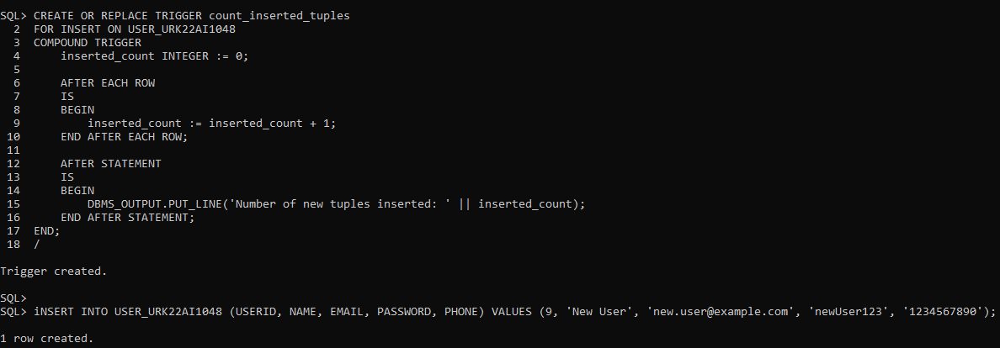 SQL> CREATE OR REPLACE TRIGGER count_inserted_tuples
  2  FOR INSERT ON USER_URK22AI1048
  3  COMPOUND TRIGGER
  4      inserted_count INTEGER := 0;
  5
  6      AFTER EACH ROW
  7      IS
  8      BEGIN
  9          inserted_count := inserted_count + 1;
 10      END AFTER EACH ROW;
 11
 12      AFTER STATEMENT
 13      IS
 14      BEGIN
 15          DBMS_OUTPUT.PUT_LINE('Number of new tuples inserted: ' || inserted_count);
 16      END AFTER STATEMENT;
 17  END;
 18  /
Trigger created.
SQL>
SQL> iNSERT INTO USER_URK22AI1048 (USERID, NAME, EMAIL, PASSWORD, PHONE) VALUES (9, 'New User', 'new.user@example.com', 'newUser123', '1234567890');
1 row created.